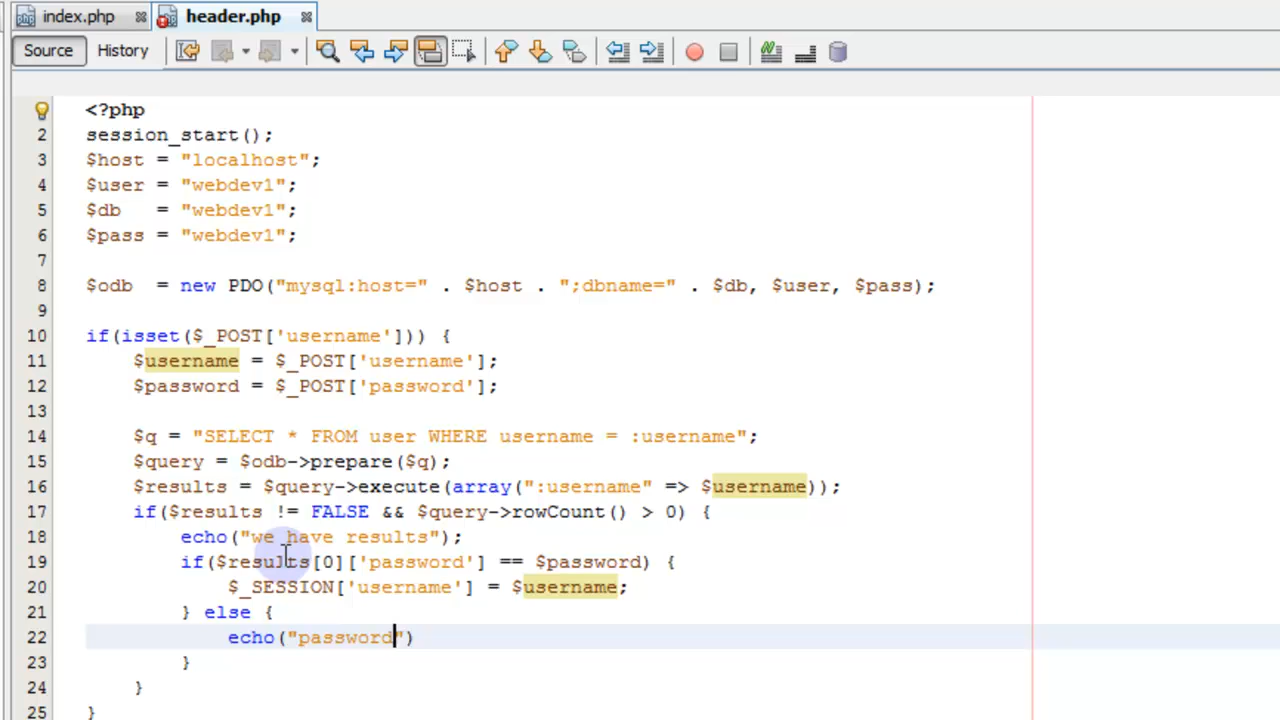 index.php
header.php
Source
History
<?php
2 session_start();
3 $host = "localhost";
4 $user = "webdev1";
5 $db   = "webdev1";
6 $pass = "webdev1";
7
8 $odb  = new PDO("mysql:host=" . $host . ";dbname=" . $db, $user, $pass);
9
10 if(isset($_POST['username'])) {
11     $username = $_POST['username'];
12     $password = $_POST['password'];
13
14     $q = "SELECT * FROM user WHERE username = :username";
15     $query = $odb->prepare($q);
16     $results = $query->execute(array(":username" => $username));
17     if($results != FALSE && $query->rowCount() > 0) {
18         echo("we have results");
19         if($results[0]['password'] == $password) {
20             $_SESSION['username'] = $username;
21         } else {
22             echo("password")
23         }
24     }
25 }